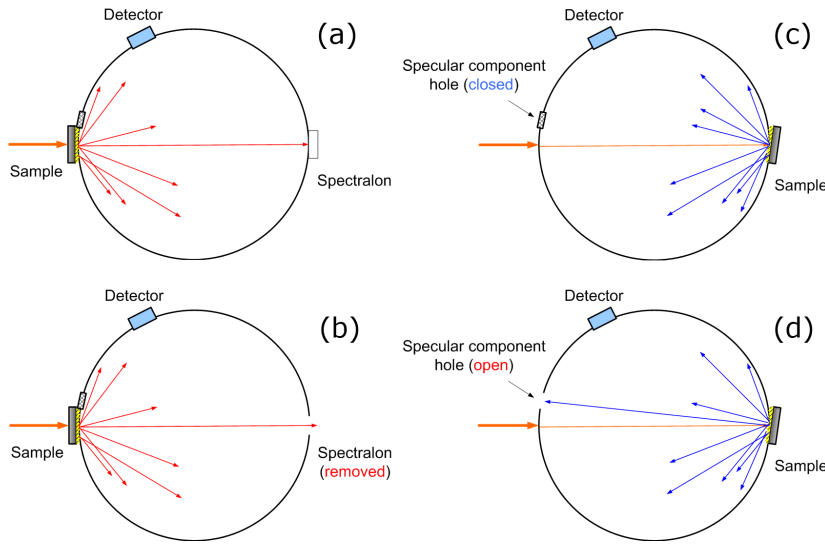 Detector
(a)
Sample
Spectralon
Detector
(c)
Specular component
hole (closed)
Sample
Detector
(b)
Sample
Spectralon
(removed)
Detector
(d)
Specular component
hole (open)
Sample